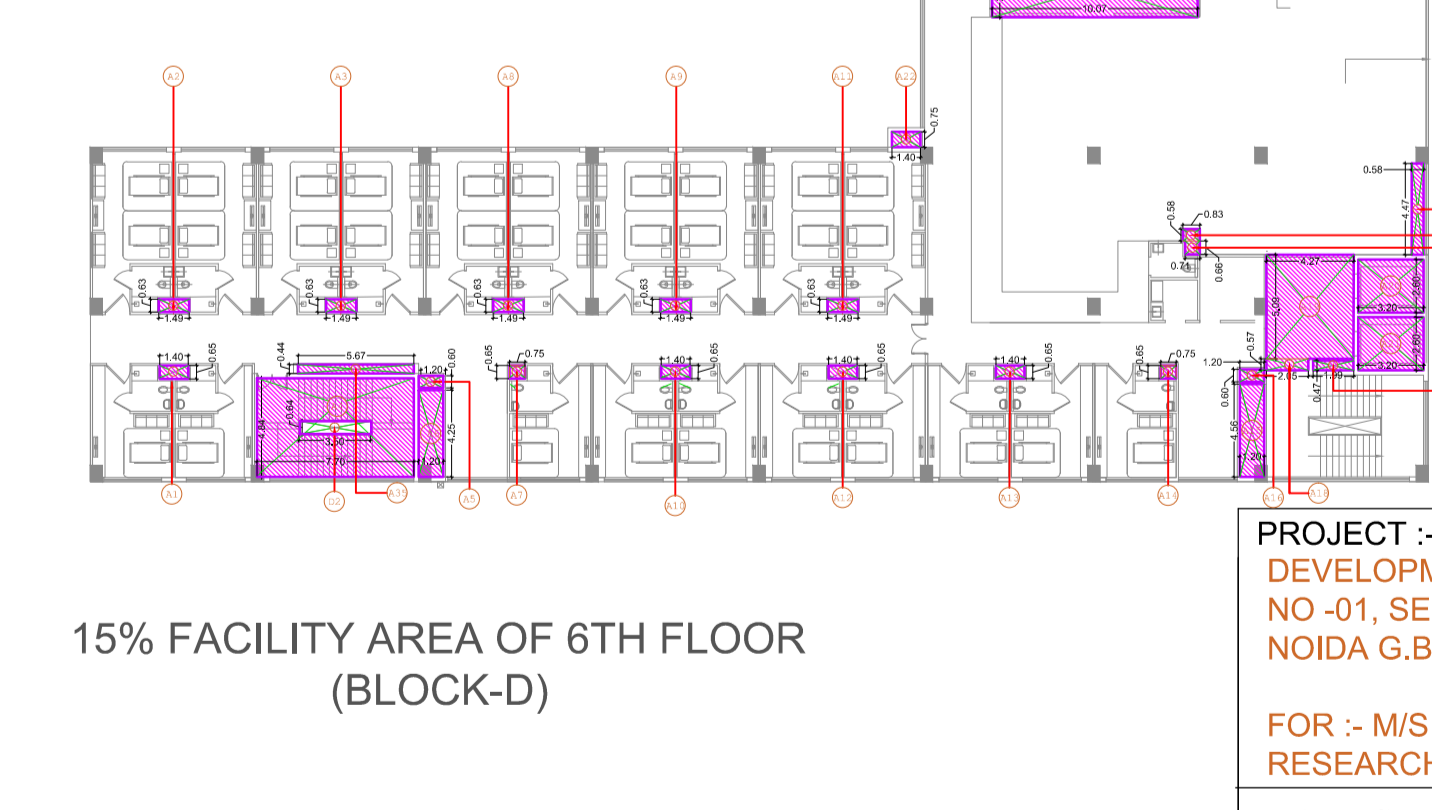 10.07
A2 A3 A8 A9 A11 A22
0.75
1.40
0.58
4.47
0.58 0.83
0.71 0.66
0.63 0.63 0.63 0.63 0.63
1.49 1.49 1.49 1.49 1.49
4.27
5.09
2.60
3.20
2.60
3.20
0.57
1.20
2.05 1.99
0.47
1.40 0.65
0.44 5.67 0.60
1.20
0.65 0.75
1.40 0.65
1.40 0.65
1.40 0.65
0.65 0.75
0.60
0.64
4.84
3.50
7.70
4.25
1.20
4.56
1.20
A1 D2 A35 A5 A7 A10 A12 A13 A14 A16 A18
PROJECT :-
DEVELOPM
NO -01, SE
NOIDA G.B
FOR :- M/S
RESEARCH
15% FACILITY AREA OF 6TH FLOOR
(BLOCK-D)